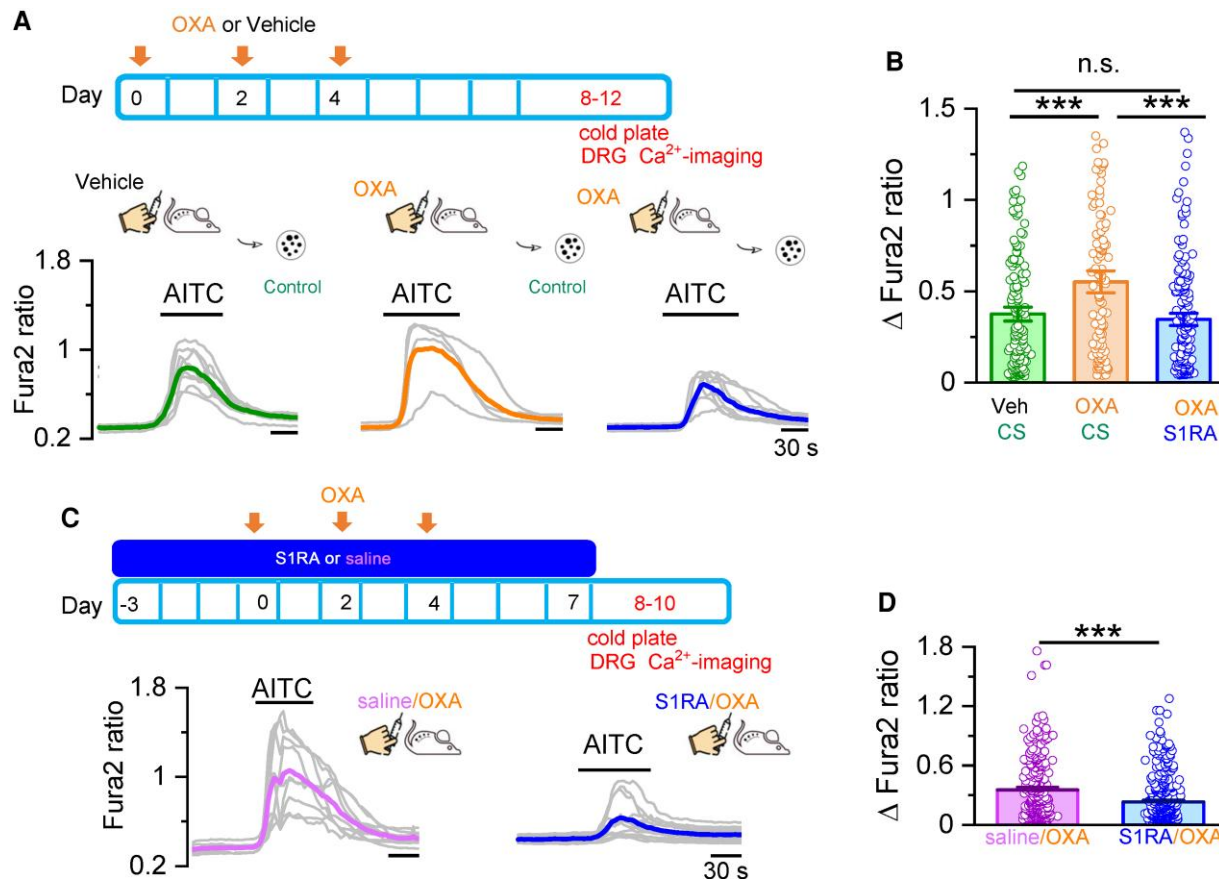 A
OXA or Vehicle
Day 0 2 4 8-12
cold plate
DRG Ca²⁺-imaging
Vehicle OXA OXA
Control Control
AITC AITC AITC
Fura2 ratio
1.8
1
0.2
30 s
B
n.s.
*** ***
Δ Fura2 ratio
1.5
1
0.5
0
Veh OXA OXA
CS CS S1RA
C
OXA
S1RA or saline
Day -3 0 2 4 7 8-10
cold plate
DRG Ca²⁺-imaging
AITC saline/OXA S1RA/OXA
AITC
Fura2 ratio
1.8
1
0.2
30 s
D
***
Δ Fura2 ratio
1.8
1.2
0.6
0
saline/OXA S1RA/OXA